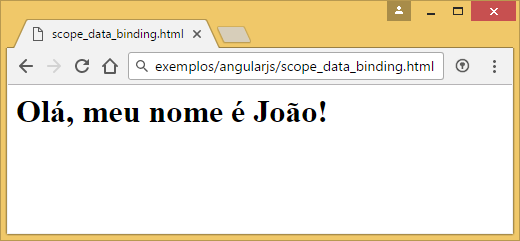 scope_data_binding.html
exemplos/angularjs/scope_data_binding.html
Olá, meu nome é João!